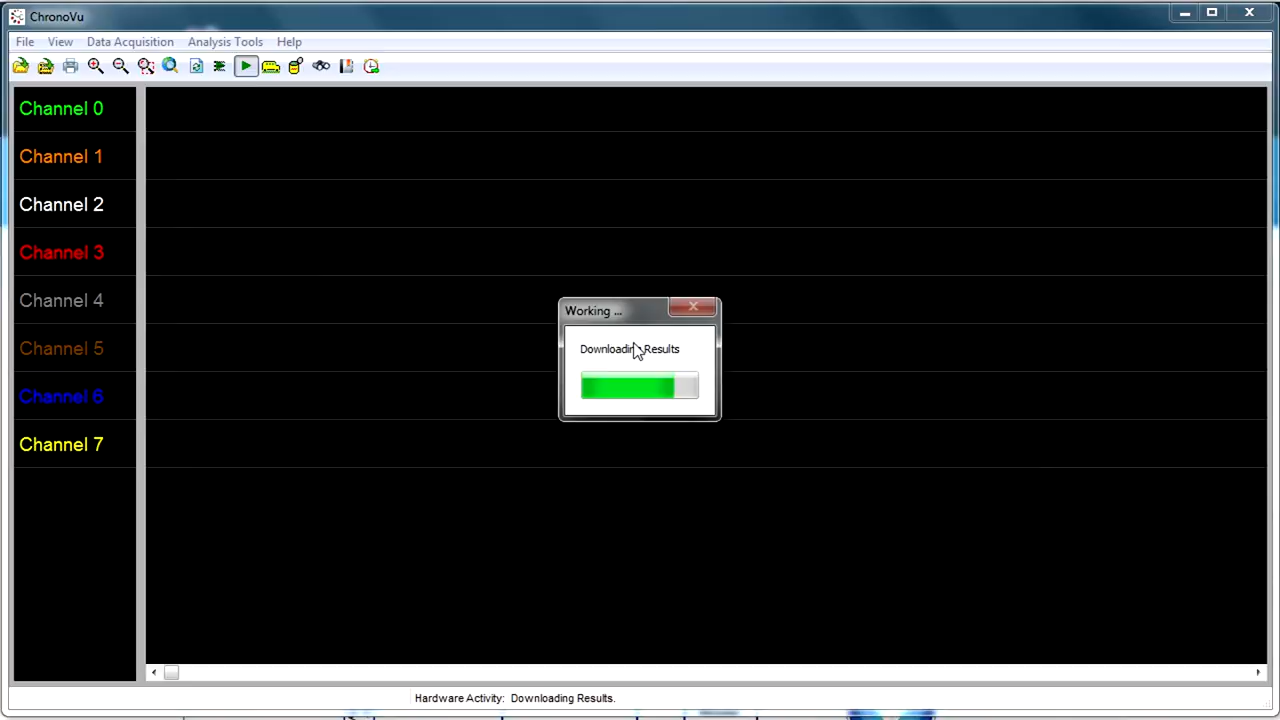 ChronoVu
File View Data Acquisition Analysis Tools Help
Channel 0
Channel 1
Channel 2
Channel 3
Channel 4
Channel 5
Channel 6
Channel 7
Working ...
Downloading Results
Hardware Activity: Downloading Results.